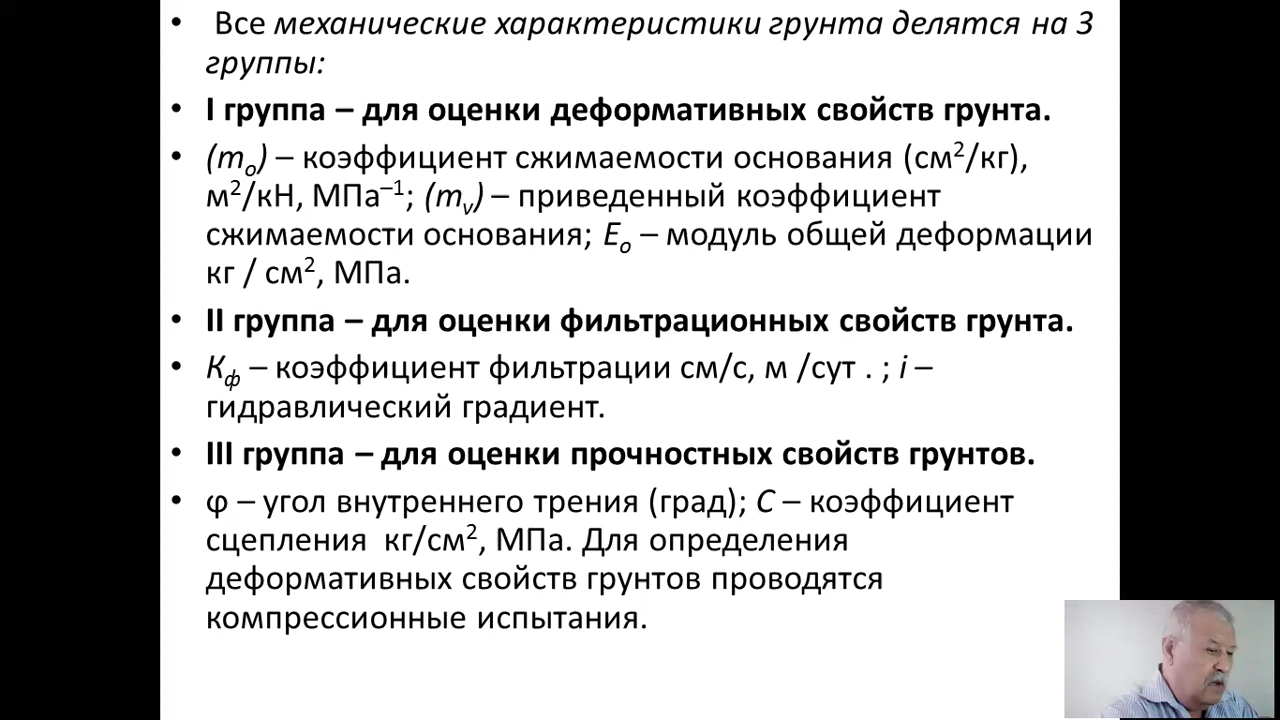 • Все механические характеристики грунта делятся на 3
группы:
• I группа – для оценки деформативных свойств грунта.
• (mₒ) – коэффициент сжимаемости основания (см²/кг),
м²/кН, МПа⁻¹; (mᵥ) – приведенный коэффициент
сжимаемости основания; Eₒ – модуль общей деформации
кг / см², МПа.
• II группа – для оценки фильтрационных свойств грунта.
• Kф – коэффициент фильтрации см/с, м /сут . ; i –
гидравлический градиент.
• III группа – для оценки прочностных свойств грунтов.
• φ – угол внутреннего трения (град); C – коэффициент
сцепления кг/см², МПа. Для определения
деформативных свойств грунтов проводятся
компрессионные испытания.